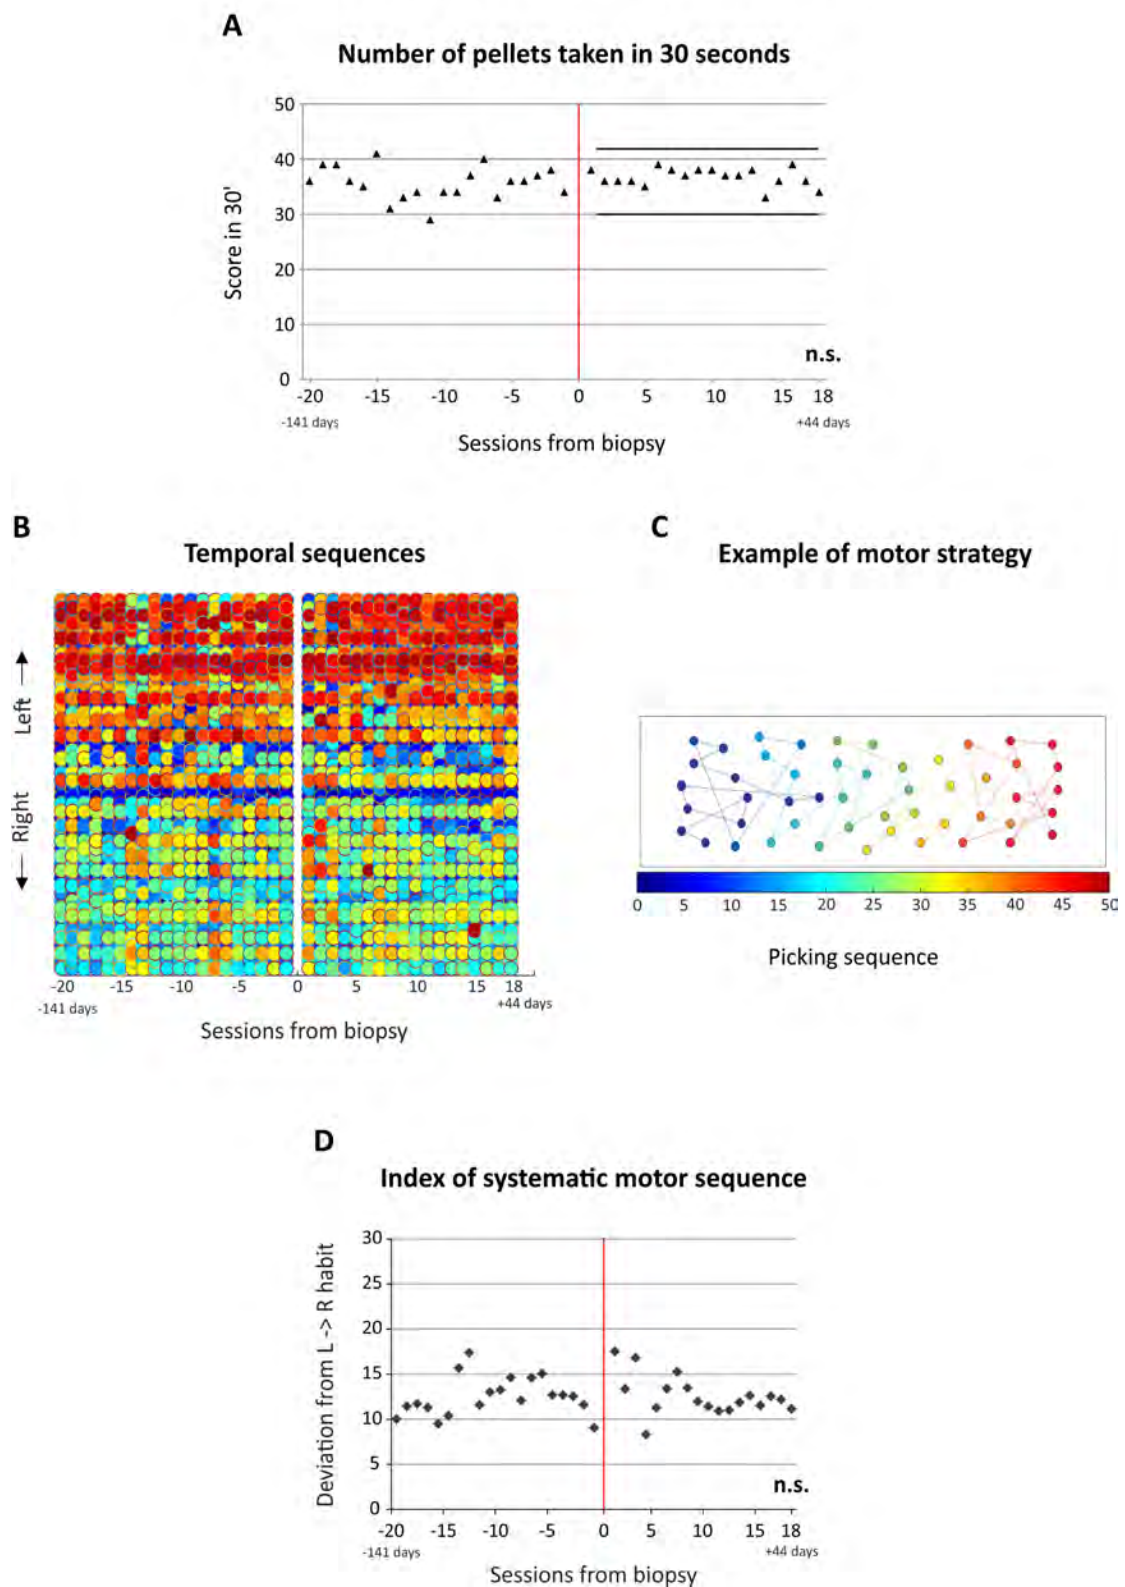 A
Number of pellets taken in 30 seconds
Score in 30'
50
40
30
20
10
0
n.s.
-20 -15 -10 -5 0 5 10 15 18
-141 days +44 days
Sessions from biopsy
B
Temporal sequences
Left
Right
-20 -15 -10 -5 0 5 10 15 18
-141 days +44 days
Sessions from biopsy
C
Example of motor strategy
0 5 10 15 20 25 30 35 40 45 50
Picking sequence
D
Index of systematic motor sequence
Deviation from L -> R habit
30
25
20
15
10
5
0
n.s.
-20 -15 -10 -5 0 5 10 15 18
-141 days +44 days
Sessions from biopsy